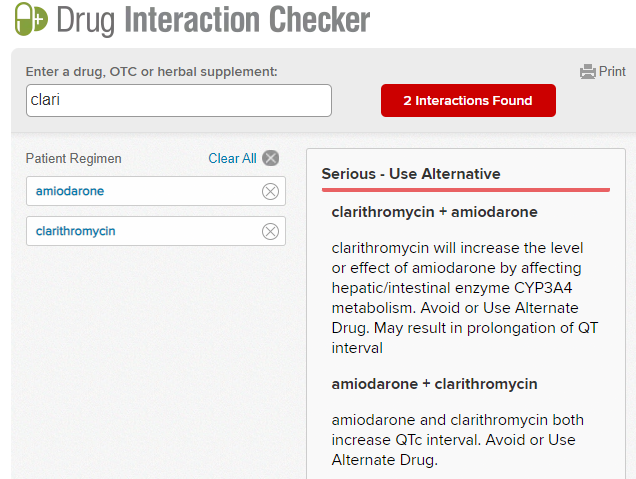 Drug Interaction Checker
Enter a drug, OTC or herbal supplement:
Print
clari
2 Interactions Found
Patient Regimen
Clear All
amiodarone
clarithromycin
Serious - Use Alternative
clarithromycin + amiodarone
clarithromycin will increase the level
or effect of amiodarone by affecting
hepatic/intestinal enzyme CYP3A4
metabolism. Avoid or Use Alternate
Drug. May result in prolongation of QT
interval
amiodarone + clarithromycin
amiodarone and clarithromycin both
increase QTc interval. Avoid or Use
Alternate Drug.